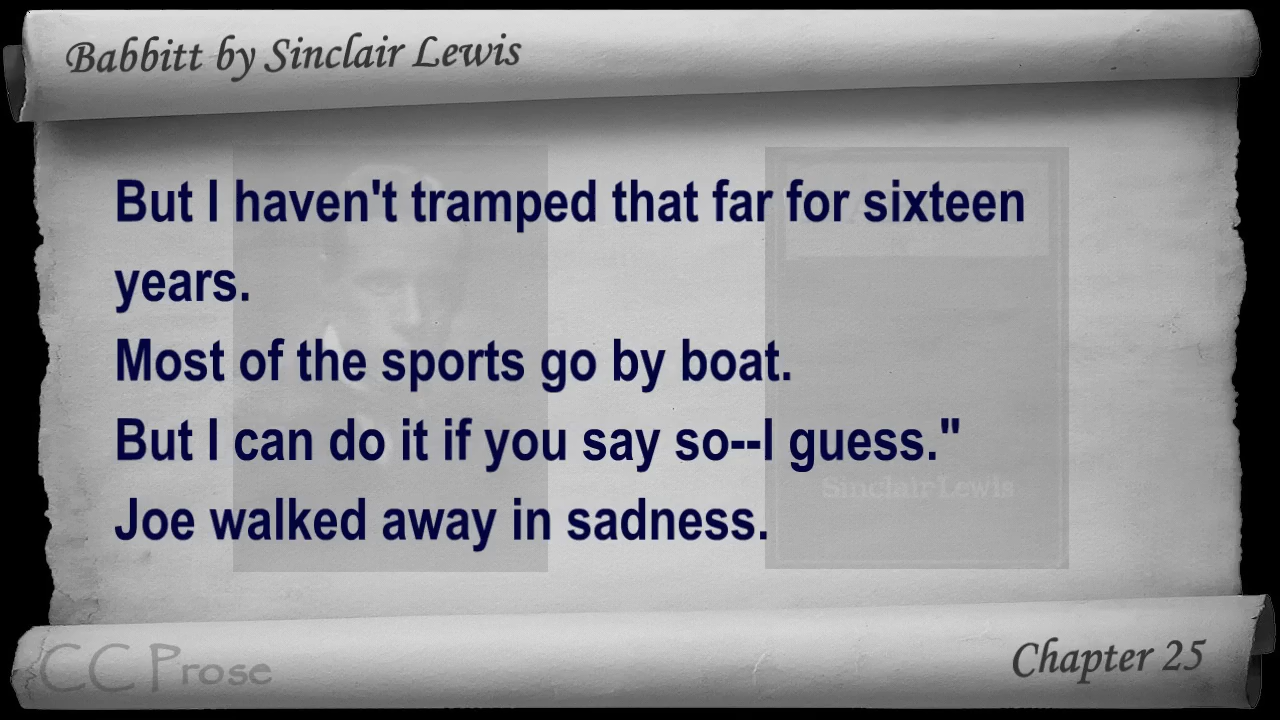 Babbitt by Sinclair Lewis
But I haven't tramped that far for sixteen
years.
Most of the sports go by boat.
But I can do it if you say so--I guess."
Joe walked away in sadness.
Sinclair Lewis
CC Prose
Chapter 25